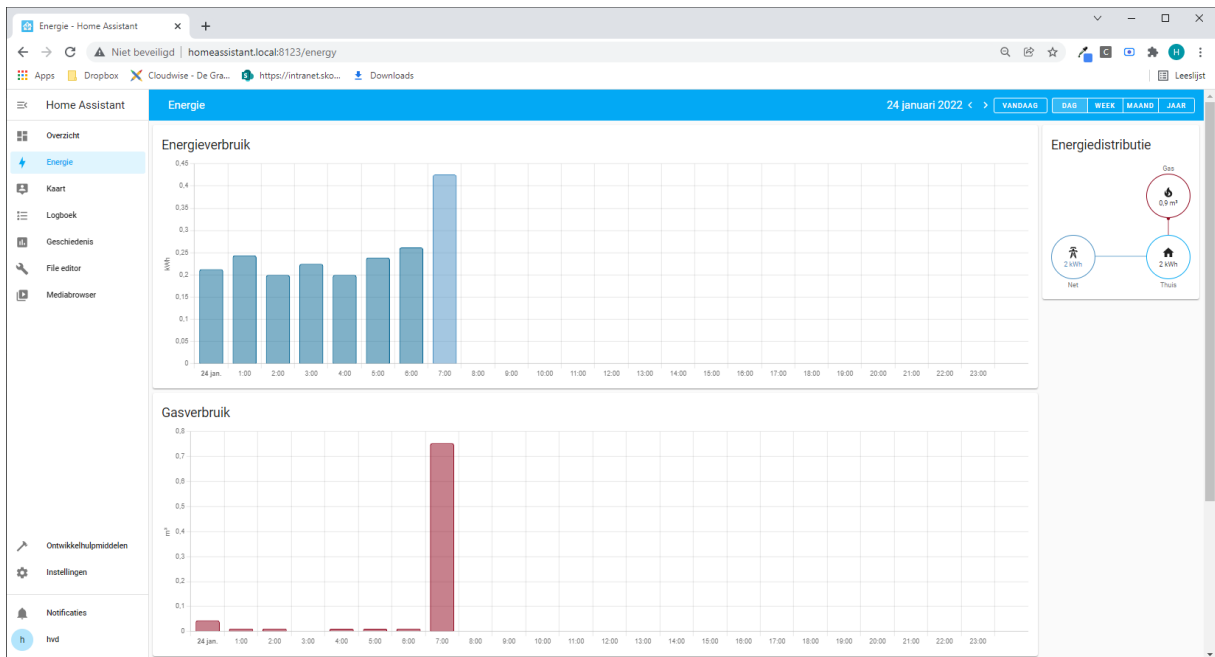 Energie - Home Assistant
Niet beveiligd | homeassistant.local:8123/energy
Apps Dropbox Cloudwise - De Gra... https://intranet.sko... Downloads Leeslijst
Home Assistant
Overzicht
Energie
Kaart
Logboek
Geschiedenis
File editor
Mediabrowser
Ontwikkelhulpmiddelen
Instellingen
Notificaties
h hvd
Energie 24 januari 2022 VANDAAG DAG WEEK MAAND JAAR
Energieverbruik
kWh
0,45
0,4
0,35
0,3
0,25
0,2
0,15
0,1
0,05
0
24 jan. 1:00 2:00 3:00 4:00 5:00 6:00 7:00 8:00 9:00 10:00 11:00 12:00 13:00 14:00 15:00 16:00 17:00 18:00 19:00 20:00 21:00 22:00 23:00
Gasverbruik
m³
0,8
0,7
0,6
0,5
0,4
0,3
0,2
0,1
0
24 jan. 1:00 2:00 3:00 4:00 5:00 6:00 7:00 8:00 9:00 10:00 11:00 12:00 13:00 14:00 15:00 16:00 17:00 18:00 19:00 20:00 21:00 22:00 23:00
Energiedistributie
Gas
0,9 m³
2 kWh
2 kWh
Net
Thuis
C
H